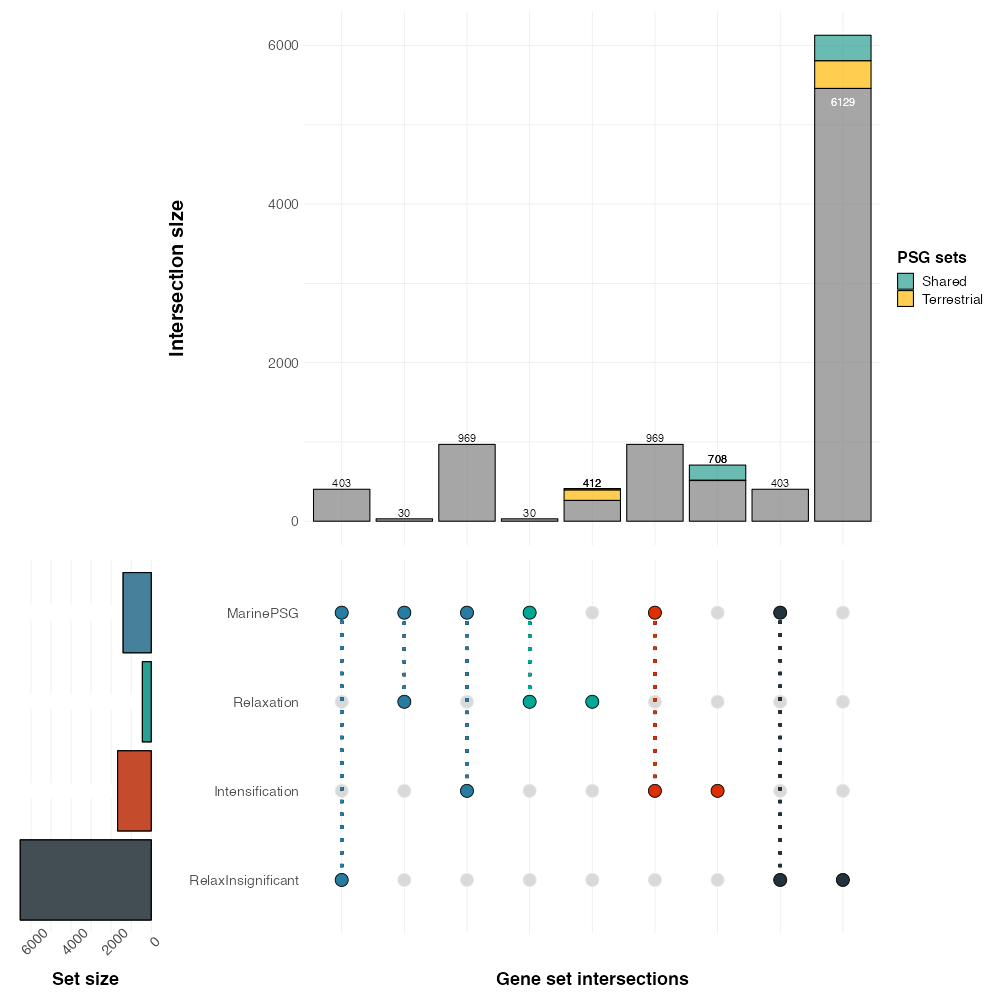 6000
4000
2000
0
Intersection size
403
30
969
30
412
969
708
403
6129
PSG sets
Shared
Terrestrial
MarinePSG
Relaxation
Intensification
RelaxInsignificant
6000
4000
2000
0
Set size
Gene set intersections